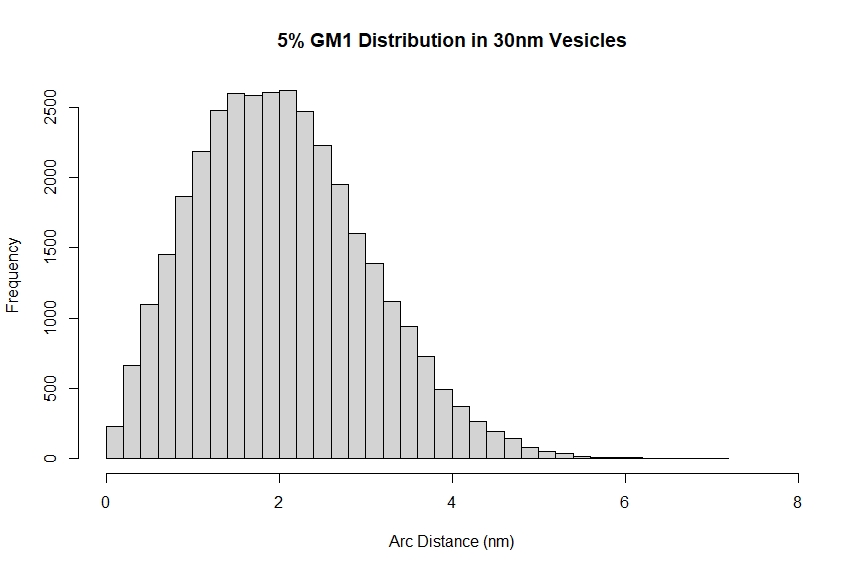 5% GM1 Distribution in 30nm Vesicles
2500
2000
1500
1000
500
0
Frequency
0 2 4 6 8
Arc Distance (nm)